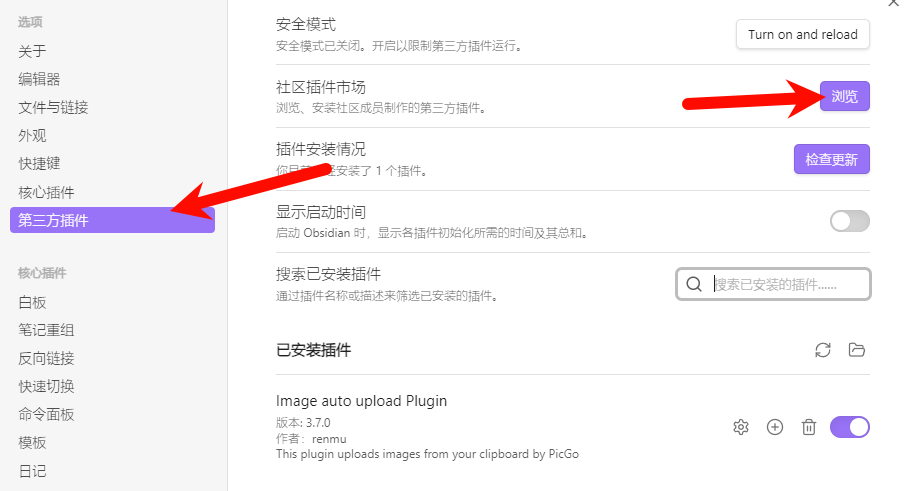 选项
关于
编辑器
文件与链接
外观
快捷键
核心插件
第三方插件
核心插件
白板
笔记重组
反向链接
快速切换
命令面板
模板
日记
安全模式
安全模式已关闭。开启以限制第三方插件运行。
Turn on and reload
社区插件市场
浏览、安装社区成员制作的第三方插件。
浏览
插件安装情况
你目 经安装了 1 个插件。
检查更新
显示启动时间
启动 Obsidian 时，显示各插件初始化所需的时间及其总和。
搜索已安装插件
通过插件名称或描述来筛选已安装的插件。
搜索已安装的插件......
已安装插件
Image auto upload Plugin
版本: 3.7.0
作者: renmu
This plugin uploads images from your clipboard by PicGo